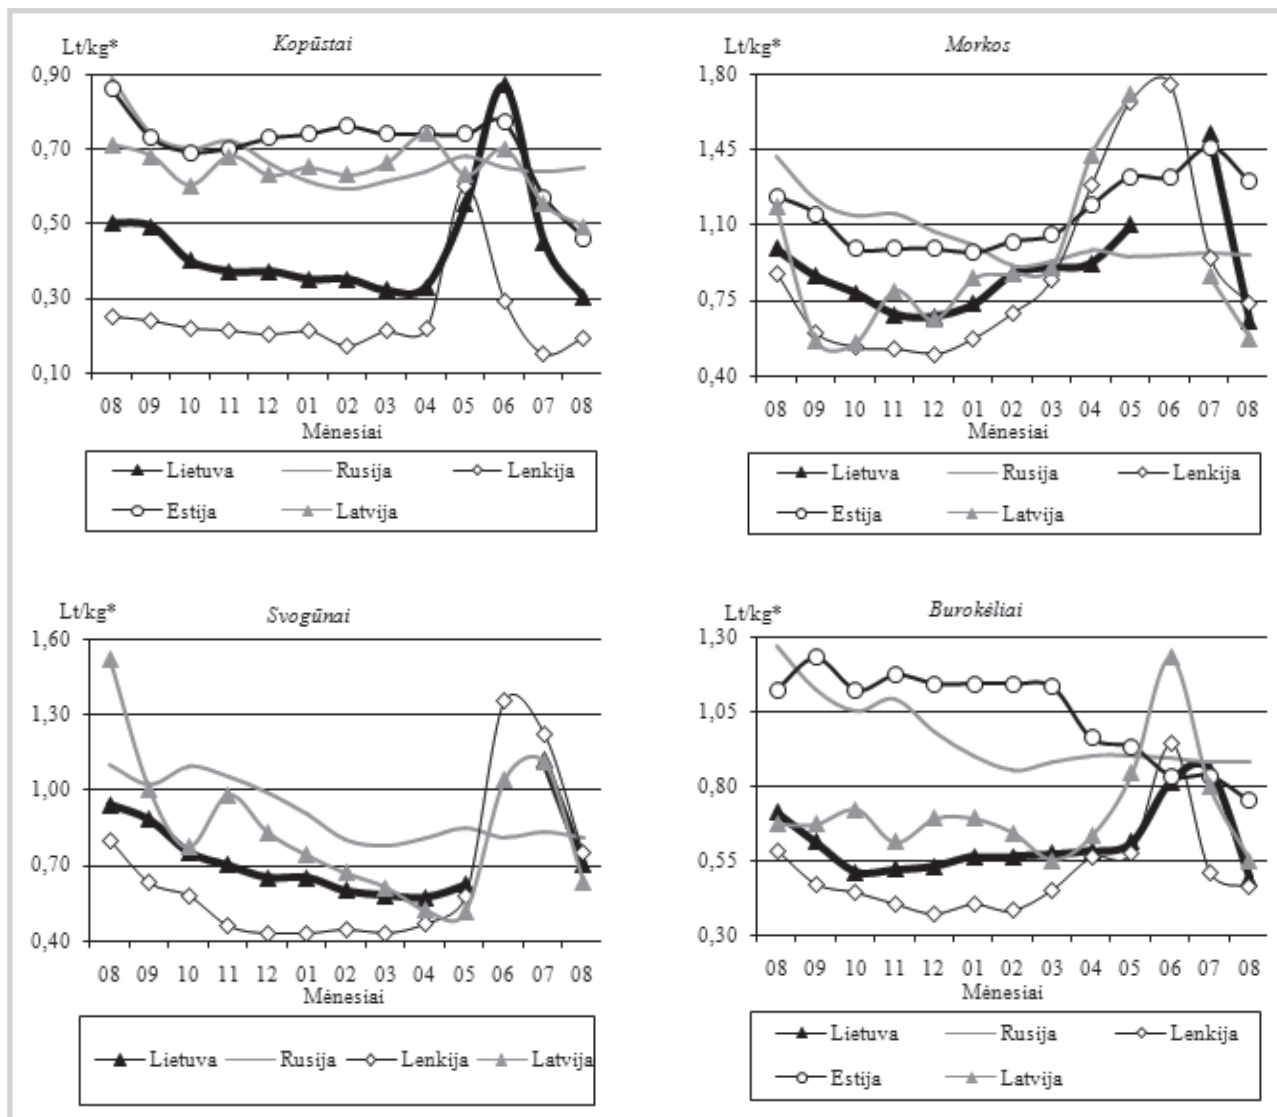 Kopūstai
Lt/kg*
0,90
0,70
0,50
0,30
0,10
08 09 10 11 12 01 02 03 04 05 06 07 08
Mėnesiai
Lietuva Rusija Lenkija
Estija Latvija
Morkos
Lt/kg*
1,80
1,45
1,10
0,75
0,40
08 09 10 11 12 01 02 03 04 05 06 07 08
Mėnesiai
Lietuva Rusija Lenkija
Estija Latvija
Svogūnai
Lt/kg*
1,60
1,30
1,00
0,70
0,40
08 09 10 11 12 01 02 03 04 05 06 07 08
Mėnesiai
Lietuva Rusija Lenkija Latvija
Burokėliai
Lt/kg*
1,30
1,05
0,80
0,55
0,30
08 09 10 11 12 01 02 03 04 05 06 07 08
Mėnesiai
Lietuva Rusija Lenkija
Estija Latvija